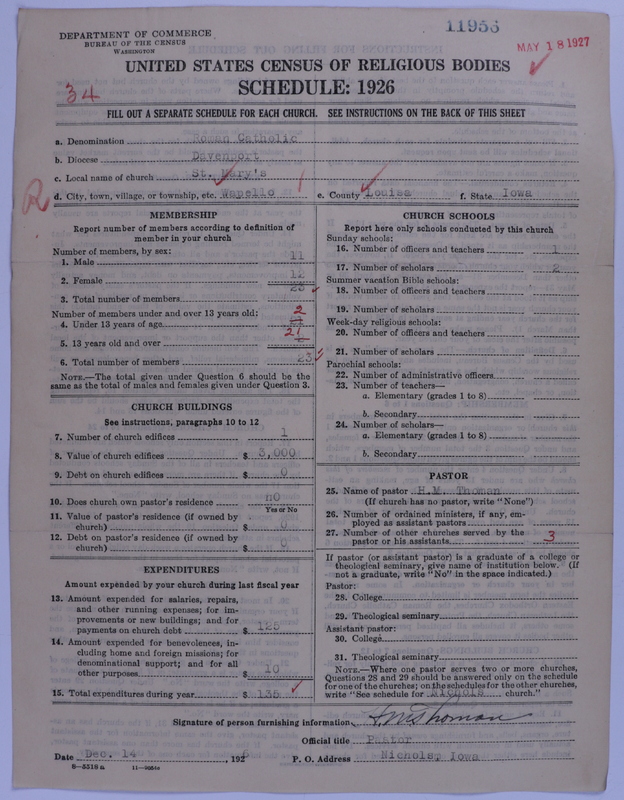 11956
MAY 18 1927
DEPARTMENT OF COMMERCE
BUREAU OF THE CENSUS
WASHINGTON
UNITED STATES CENSUS OF RELIGIOUS BODIES
SCHEDULE: 1926
34
FILL OUT A SEPARATE SCHEDULE FOR EACH CHURCH. SEE INSTRUCTIONS ON THE BACK OF THIS SHEET
a. Denomination Roman Catholic
b. Diocese Davenport
c. Local name of church St. Mary's
d. City, town, village, or township, etc. Wapello e. County Louisa f. State Iowa
R
MEMBERSHIP
Report number of members according to definition of
member in your church
Number of members, by sex:
1. Male 11
2. Female 12
3. Total number of members 23
Number of members under and over 13 years old:
4. Under 13 years of age 2
5. 13 years old and over 21
6. Total number of members 23
NOTE.—The total given under Question 6 should be the
same as the total of males and females given under Question 3.
CHURCH BUILDINGS
See instructions, paragraphs 10 to 12
7. Number of church edifices 1
8. Value of church edifices $ 3,000
9. Debt on church edifices $ 0
10. Does church own pastor's residence no
Yes or No
11. Value of pastor's residence (if owned by
church) $ 0
12. Debt on pastor's residence (if owned by
church) $ 0
EXPENDITURES
Amount expended by your church during last fiscal year
13. Amount expended for salaries, repairs,
and other running expenses; for im-
provements or new buildings; and for
payments on church debt $ 125
14. Amount expended for benevolences, in-
cluding home and foreign missions; for
denominational support; and for all
other purposes $ 10
15. Total expenditures during year $ 135
CHURCH SCHOOLS
Report here only schools conducted by this church
Sunday schools:
16. Number of officers and teachers 1
17. Number of scholars 2
Summer vacation Bible schools:
18. Number of officers and teachers
19. Number of scholars
Week-day religious schools:
20. Number of officers and teachers
21. Number of scholars
Parochial schools:
22. Number of administrative officers
23. Number of teachers—
a. Elementary (grades 1 to 8)
b. Secondary
24. Number of scholars—
a. Elementary (grades 1 to 8)
b. Secondary
PASTOR
25. Name of pastor H.M. Thoman
(If church has no pastor, write "None")
26. Number of ordained ministers, if any, em-
ployed as assistant pastors
27. Number of other churches served by the
pastor or his assistants 3
If pastor (or assistant pastor) is a graduate of a college or
theological seminary, give name of institution below. (If
not a graduate, write "No" in the space indicated.)
Pastor:
28. College
29. Theological seminary
Assistant pastor:
30. College
31. Theological seminary
NOTE.—Where one pastor serves two or more churches,
Questions 28 and 29 should be answered only on the schedule
for one of the churches; on the schedules for the other churches,
write "See schedule for Nichols church."
Signature of person furnishing information HM Thoman
Official title Pastor
Date Dec. 14, 1926 P. O. Address Nichols, Iowa
8—5318a